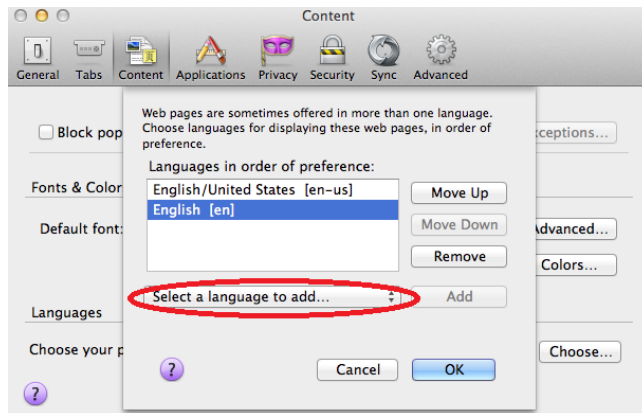 Content
General Tabs Content Applications Privacy Security Sync Advanced
Web pages are sometimes offered in more than one language.
Choose languages for displaying these web pages, in order of
preference.
Block pop
ceptions...
Languages in order of preference:
Fonts & Color
English/United States [en-us]
Move Up
English [en]
Default font:
Move Down
Advanced...
Remove
Colors...
Select a language to add...
Add
Languages
Choose your p
Choose...
?
Cancel
OK
?